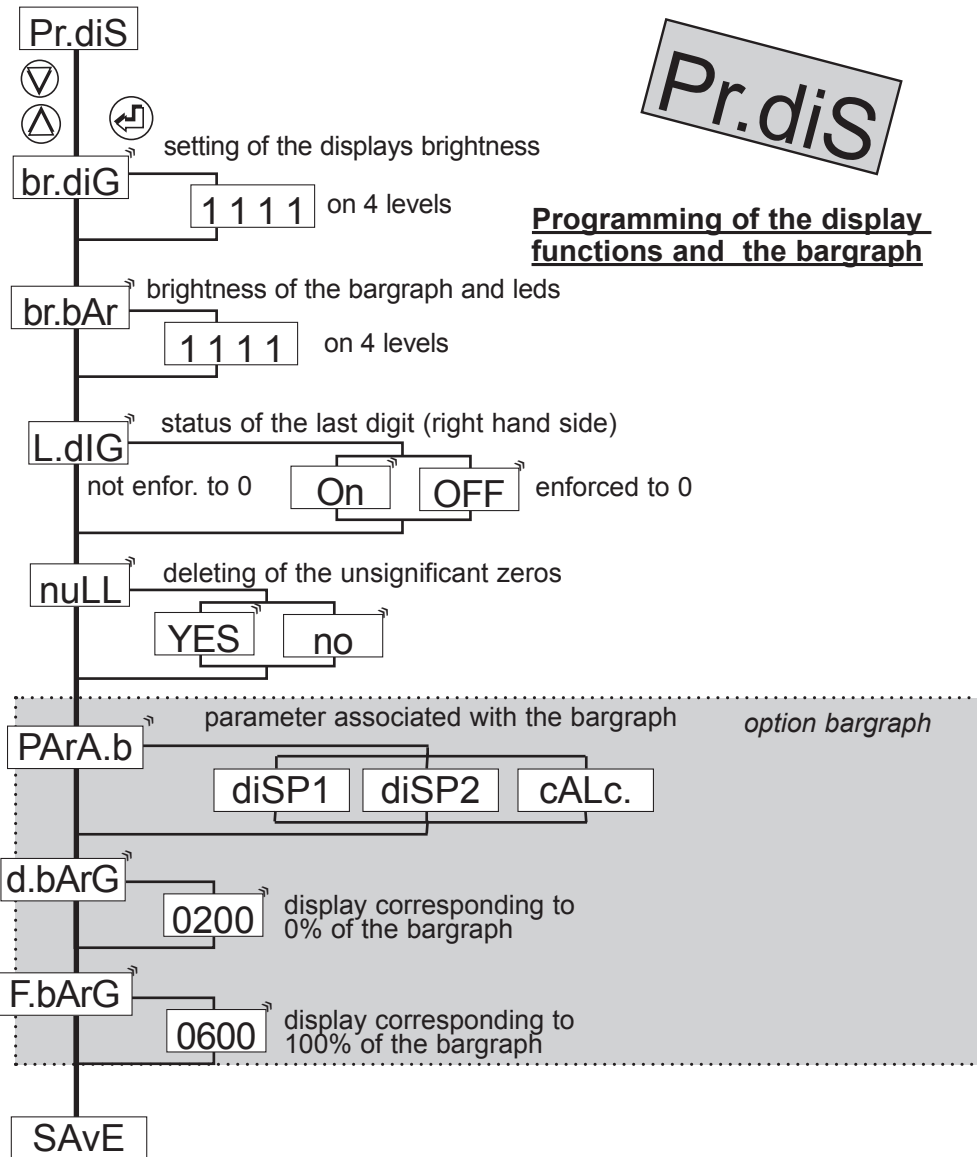 Pr.diS
Pr.diS
setting of the displays brightness
br.diG
1 1 1 1 on 4 levels
Programming of the display
functions and the bargraph
brightness of the bargraph and leds
br.bAr
1 1 1 1 on 4 levels
status of the last digit (right hand side)
L.dIG
not enfor. to 0 On OFF enforced to 0
nuLL deleting of the unsignificant zeros
YES no
parameter associated with the bargraph option bargraph
PArA.b
diSP1 diSP2 cALc.
d.bArG
0200 display corresponding to
0% of the bargraph
F.bArG
0600 display corresponding to
100% of the bargraph
SAvE